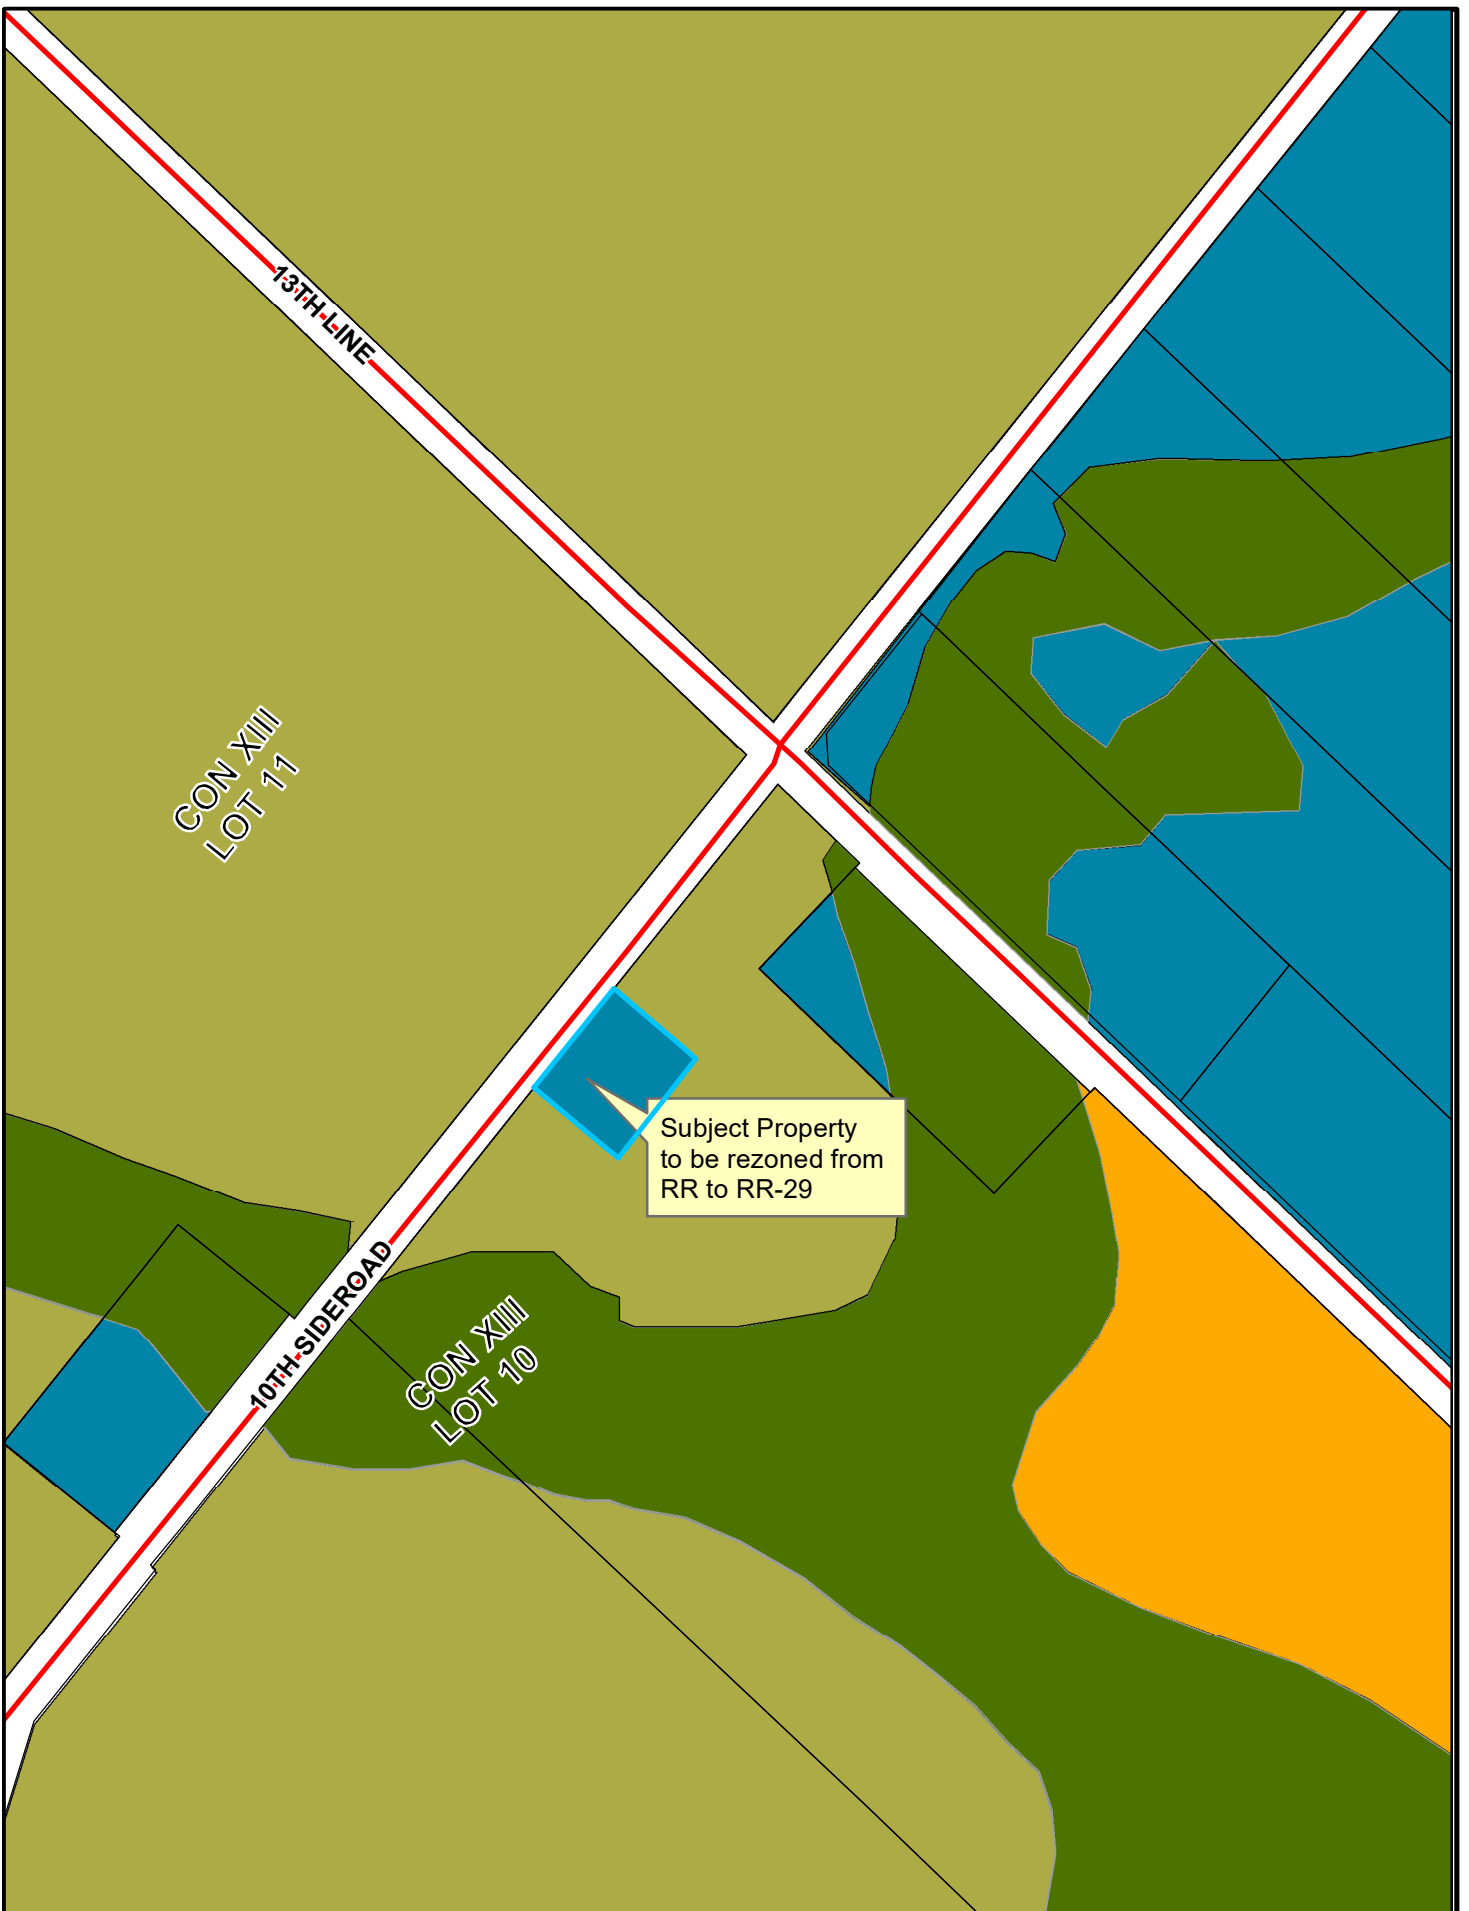 13TH LINE
CON XIII
LOT 11
Subject Property
to be rezoned from
RR to RR-29
10TH SIDEROAD
CON XIII
LOT 10